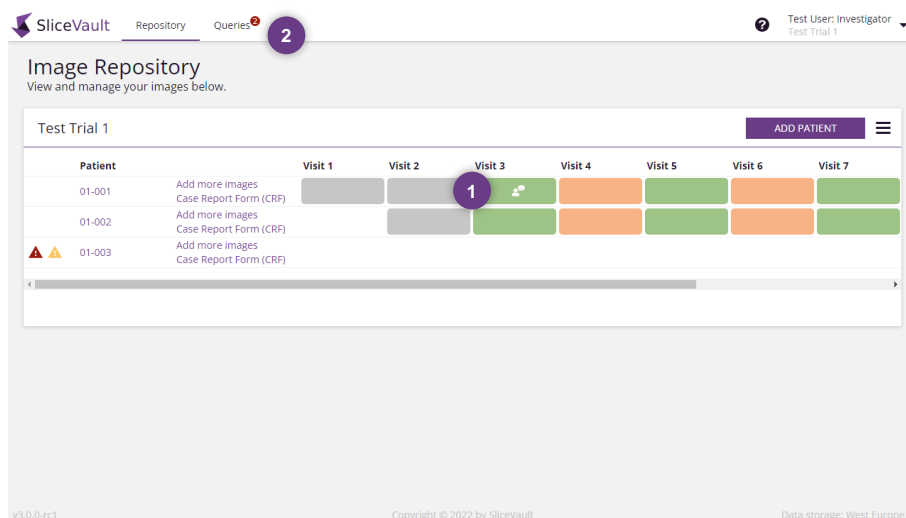 SliceVault Repository Queries 2 2 ? Test User: Investigator
Test Trial 1
Image Repository
View and manage your images below.
Test Trial 1 ADD PATIENT
Patient Visit 1 Visit 2 Visit 3 Visit 4 Visit 5 Visit 6 Visit 7
01-001 Add more images 1
Case Report Form (CRF)
01-002 Add more images
Case Report Form (CRF)
01-003 Add more images
Case Report Form (CRF)
v3.0.0-rc1 Copyright © 2022 by SliceVault Data storage: West Europe